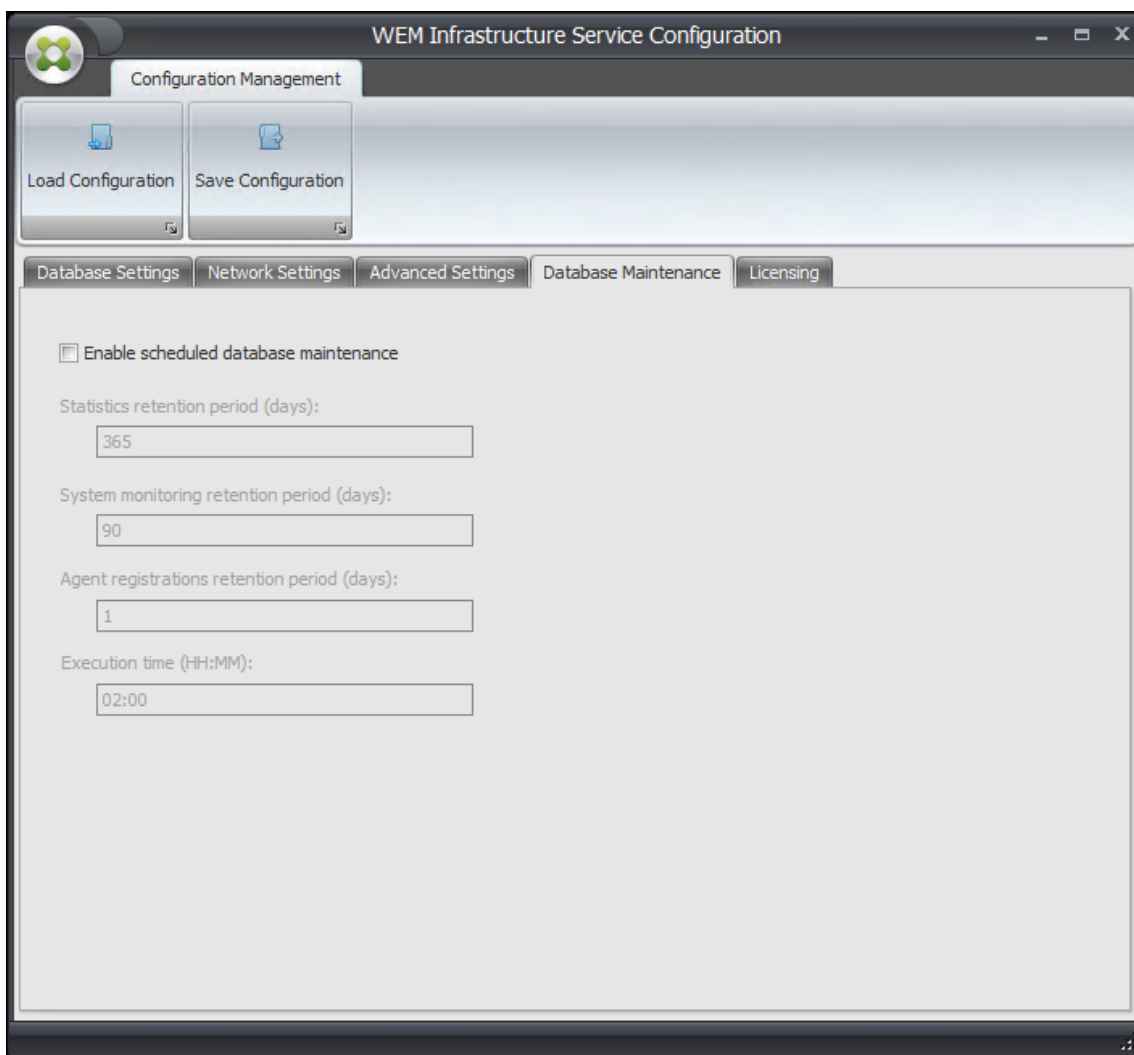 WEM Infrastructure Service Configuration
Configuration Management
Load Configuration
Save Configuration
Database Settings
Network Settings
Advanced Settings
Database Maintenance
Licensing
Enable scheduled database maintenance
Statistics retention period (days):
365
System monitoring retention period (days):
90
Agent registrations retention period (days):
1
Execution time (HH:MM):
02:00